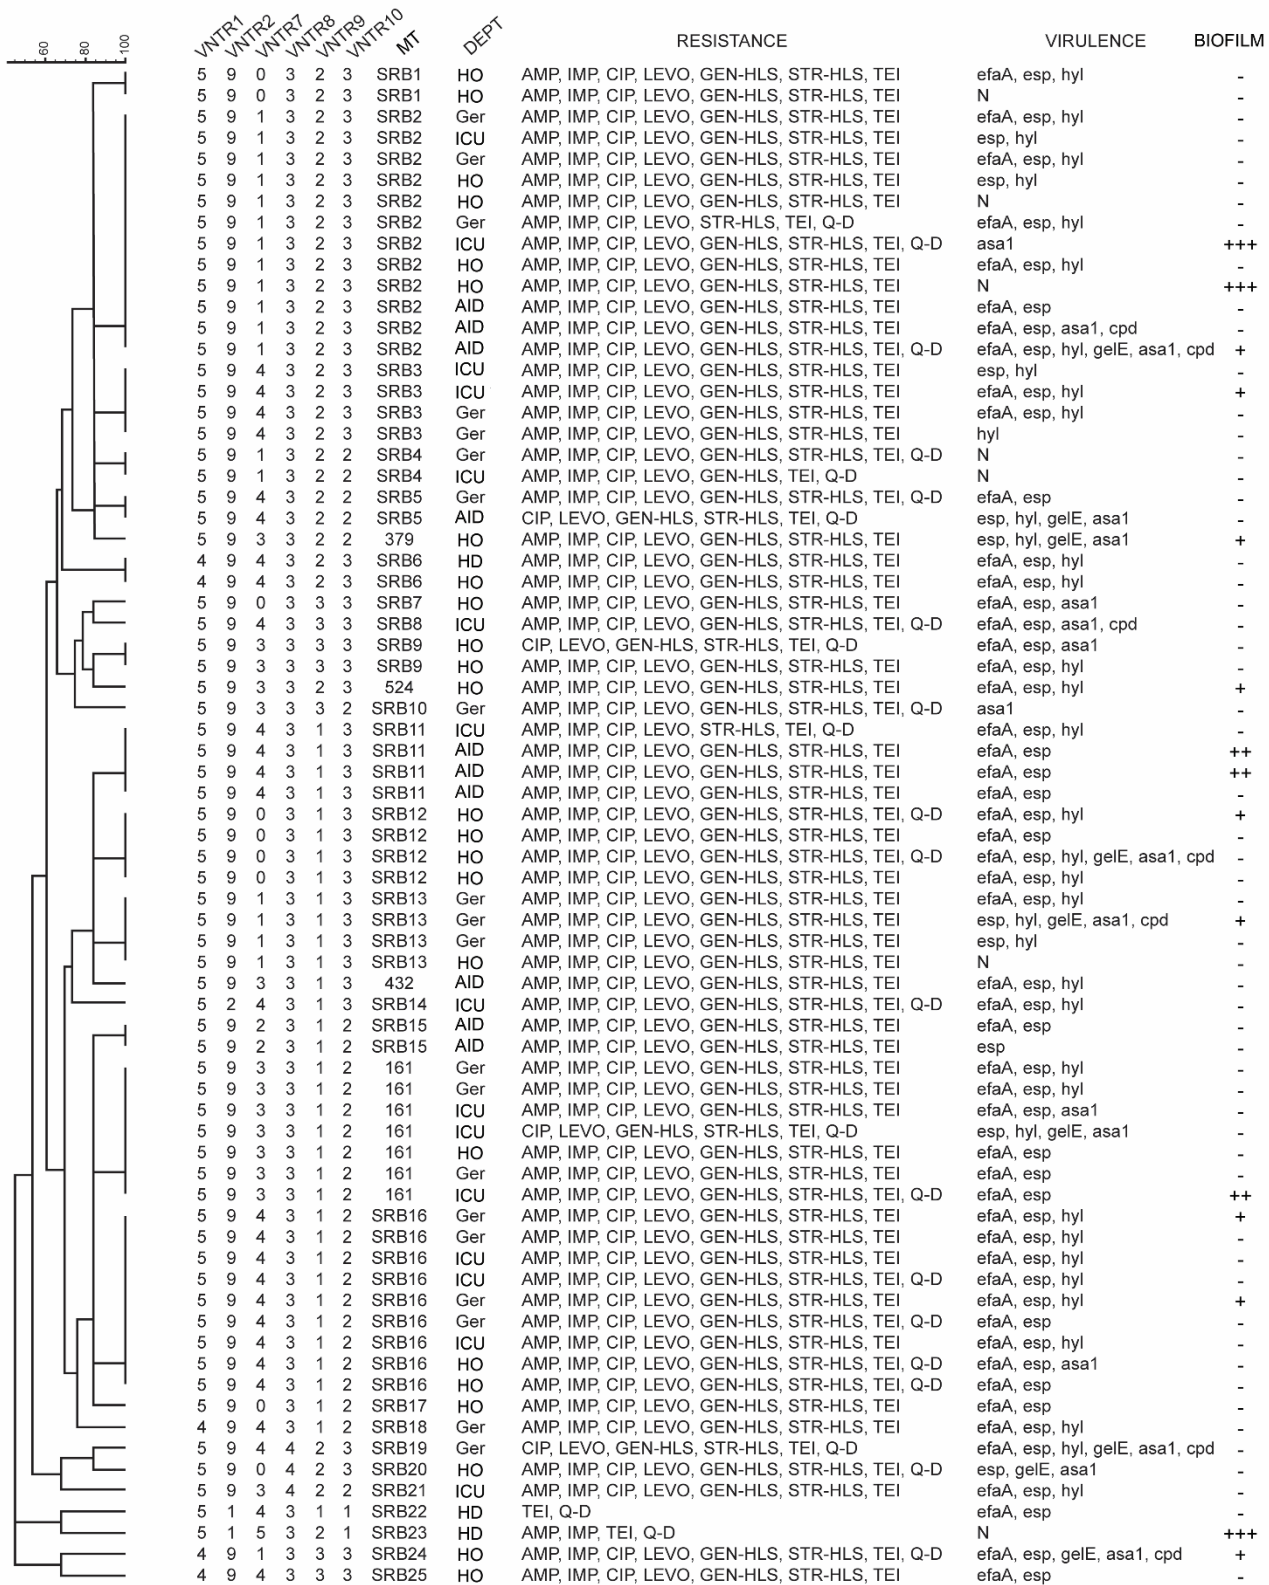 60 80 100 VNTR1 VNTR2 VNTR7 VNTR8 VNTR9 VNTR10 MT DEPT RESISTANCE VIRULENCE BIOFILM
5 9 0 3 2 3 SRB1 HO AMP, IMP, CIP, LEVO, GEN-HLS, STR-HLS, TEI efaA, esp, hyl -
5 9 0 3 2 3 SRB1 HO AMP, IMP, CIP, LEVO, GEN-HLS, STR-HLS, TEI N -
5 9 1 3 2 3 SRB2 Ger AMP, IMP, CIP, LEVO, GEN-HLS, STR-HLS, TEI efaA, esp, hyl -
5 9 1 3 2 3 SRB2 ICU AMP, IMP, CIP, LEVO, GEN-HLS, STR-HLS, TEI esp, hyl -
5 9 1 3 2 3 SRB2 Ger AMP, IMP, CIP, LEVO, GEN-HLS, STR-HLS, TEI efaA, esp, hyl -
5 9 1 3 2 3 SRB2 HO AMP, IMP, CIP, LEVO, GEN-HLS, STR-HLS, TEI esp, hyl -
5 9 1 3 2 3 SRB2 HO AMP, IMP, CIP, LEVO, GEN-HLS, STR-HLS, TEI N -
5 9 1 3 2 3 SRB2 Ger AMP, IMP, CIP, LEVO, STR-HLS, TEI, Q-D efaA, esp, hyl -
5 9 1 3 2 3 SRB2 ICU AMP, IMP, CIP, LEVO, GEN-HLS, STR-HLS, TEI, Q-D asa1 +++
5 9 1 3 2 3 SRB2 HO AMP, IMP, CIP, LEVO, GEN-HLS, STR-HLS, TEI efaA, esp, hyl -
5 9 1 3 2 3 SRB2 HO AMP, IMP, CIP, LEVO, GEN-HLS, STR-HLS, TEI N +++
5 9 1 3 2 3 SRB2 AID AMP, IMP, CIP, LEVO, GEN-HLS, STR-HLS, TEI efaA, esp -
5 9 1 3 2 3 SRB2 AID AMP, IMP, CIP, LEVO, GEN-HLS, STR-HLS, TEI efaA, esp, asa1, cpd -
5 9 1 3 2 3 SRB2 AID AMP, IMP, CIP, LEVO, GEN-HLS, STR-HLS, TEI, Q-D efaA, esp, hyl, gelE, asa1, cpd +
5 9 4 3 2 3 SRB3 ICU AMP, IMP, CIP, LEVO, GEN-HLS, STR-HLS, TEI esp, hyl -
5 9 4 3 2 3 SRB3 ICU AMP, IMP, CIP, LEVO, GEN-HLS, STR-HLS, TEI efaA, esp, hyl +
5 9 4 3 2 3 SRB3 Ger AMP, IMP, CIP, LEVO, GEN-HLS, STR-HLS, TEI efaA, esp, hyl -
5 9 4 3 2 3 SRB3 Ger AMP, IMP, CIP, LEVO, GEN-HLS, STR-HLS, TEI hyl -
5 9 1 3 2 2 SRB4 Ger AMP, IMP, CIP, LEVO, GEN-HLS, STR-HLS, TEI, Q-D N -
5 9 1 3 2 2 SRB4 ICU AMP, IMP, CIP, LEVO, GEN-HLS, TEI, Q-D N -
5 9 4 3 2 2 SRB5 Ger AMP, IMP, CIP, LEVO, GEN-HLS, STR-HLS, TEI, Q-D efaA, esp -
5 9 4 3 2 2 SRB5 AID CIP, LEVO, GEN-HLS, STR-HLS, TEI, Q-D esp, hyl, gelE, asa1 -
5 9 3 3 2 2 379 HO AMP, IMP, CIP, LEVO, GEN-HLS, STR-HLS, TEI esp, hyl, gelE, asa1 +
4 9 4 3 2 3 SRB6 HD AMP, IMP, CIP, LEVO, GEN-HLS, STR-HLS, TEI efaA, esp, hyl -
4 9 4 3 2 3 SRB6 HO AMP, IMP, CIP, LEVO, GEN-HLS, STR-HLS, TEI efaA, esp, hyl -
5 9 0 3 3 3 SRB7 HO AMP, IMP, CIP, LEVO, GEN-HLS, STR-HLS, TEI efaA, esp, asa1 -
5 9 4 3 3 3 SRB8 ICU AMP, IMP, CIP, LEVO, GEN-HLS, STR-HLS, TEI, Q-D efaA, esp, asa1, cpd -
5 9 3 3 3 3 SRB9 HO CIP, LEVO, GEN-HLS, STR-HLS, TEI, Q-D efaA, esp, asa1 -
5 9 3 3 3 3 SRB9 HO AMP, IMP, CIP, LEVO, GEN-HLS, STR-HLS, TEI efaA, esp, hyl -
5 9 3 3 2 3 524 HO AMP, IMP, CIP, LEVO, GEN-HLS, STR-HLS, TEI efaA, esp, hyl +
5 9 3 3 3 2 SRB10 Ger AMP, IMP, CIP, LEVO, GEN-HLS, STR-HLS, TEI, Q-D asa1 -
5 9 4 3 1 3 SRB11 ICU AMP, IMP, CIP, LEVO, STR-HLS, TEI, Q-D efaA, esp, hyl -
5 9 4 3 1 3 SRB11 AID AMP, IMP, CIP, LEVO, GEN-HLS, STR-HLS, TEI efaA, esp ++
5 9 4 3 1 3 SRB11 AID AMP, IMP, CIP, LEVO, GEN-HLS, STR-HLS, TEI efaA, esp ++
5 9 4 3 1 3 SRB11 AID AMP, IMP, CIP, LEVO, GEN-HLS, STR-HLS, TEI efaA, esp -
5 9 0 3 1 3 SRB12 HO AMP, IMP, CIP, LEVO, GEN-HLS, STR-HLS, TEI, Q-D efaA, esp, hyl +
5 9 0 3 1 3 SRB12 HO AMP, IMP, CIP, LEVO, GEN-HLS, STR-HLS, TEI efaA, esp -
5 9 0 3 1 3 SRB12 HO AMP, IMP, CIP, LEVO, GEN-HLS, STR-HLS, TEI, Q-D efaA, esp, hyl, gelE, asa1, cpd -
5 9 0 3 1 3 SRB12 HO AMP, IMP, CIP, LEVO, GEN-HLS, STR-HLS, TEI efaA, esp, hyl -
5 9 1 3 1 3 SRB13 Ger AMP, IMP, CIP, LEVO, GEN-HLS, STR-HLS, TEI efaA, esp, hyl -
5 9 1 3 1 3 SRB13 Ger AMP, IMP, CIP, LEVO, GEN-HLS, STR-HLS, TEI, Q-D esp, hyl, gelE, asa1, cpd +
5 9 1 3 1 3 SRB13 Ger AMP, IMP, CIP, LEVO, GEN-HLS, STR-HLS, TEI esp, hyl -
5 9 1 3 1 3 SRB13 HO AMP, IMP, CIP, LEVO, GEN-HLS, STR-HLS, TEI N -
5 9 3 3 1 3 432 AID AMP, IMP, CIP, LEVO, GEN-HLS, STR-HLS, TEI efaA, esp, hyl -
5 2 4 3 1 3 SRB14 ICU AMP, IMP, CIP, LEVO, GEN-HLS, STR-HLS, TEI, Q-D efaA, esp, hyl -
5 9 2 3 1 2 SRB15 AID AMP, IMP, CIP, LEVO, GEN-HLS, STR-HLS, TEI efaA, esp -
5 9 2 3 1 2 SRB15 AID AMP, IMP, CIP, LEVO, GEN-HLS, STR-HLS, TEI esp -
5 9 3 3 1 2 161 Ger AMP, IMP, CIP, LEVO, GEN-HLS, STR-HLS, TEI efaA, esp, hyl -
5 9 3 3 1 2 161 Ger AMP, IMP, CIP, LEVO, GEN-HLS, STR-HLS, TEI efaA, esp, hyl -
5 9 3 3 1 2 161 ICU AMP, IMP, CIP, LEVO, GEN-HLS, STR-HLS, TEI efaA, esp, asa1 -
5 9 3 3 1 2 161 ICU CIP, LEVO, GEN-HLS, STR-HLS, TEI, Q-D esp, hyl, gelE, asa1 -
5 9 3 3 1 2 161 HO AMP, IMP, CIP, LEVO, GEN-HLS, STR-HLS, TEI efaA, esp -
5 9 3 3 1 2 161 Ger AMP, IMP, CIP, LEVO, GEN-HLS, STR-HLS, TEI efaA, esp -
5 9 3 3 1 2 161 ICU AMP, IMP, CIP, LEVO, GEN-HLS, STR-HLS, TEI, Q-D efaA, esp ++
5 9 4 3 1 2 SRB16 Ger AMP, IMP, CIP, LEVO, GEN-HLS, STR-HLS, TEI efaA, esp, hyl +
5 9 4 3 1 2 SRB16 Ger AMP, IMP, CIP, LEVO, GEN-HLS, STR-HLS, TEI efaA, esp, hyl -
5 9 4 3 1 2 SRB16 ICU AMP, IMP, CIP, LEVO, GEN-HLS, STR-HLS, TEI efaA, esp, hyl -
5 9 4 3 1 2 SRB16 ICU AMP, IMP, CIP, LEVO, GEN-HLS, STR-HLS, TEI, Q-D efaA, esp, hyl -
5 9 4 3 1 2 SRB16 Ger AMP, IMP, CIP, LEVO, GEN-HLS, STR-HLS, TEI efaA, esp, hyl +
5 9 4 3 1 2 SRB16 Ger AMP, IMP, CIP, LEVO, GEN-HLS, STR-HLS, TEI, Q-D efaA, esp -
5 9 4 3 1 2 SRB16 ICU AMP, IMP, CIP, LEVO, GEN-HLS, STR-HLS, TEI efaA, esp, hyl -
5 9 4 3 1 2 SRB16 HO AMP, IMP, CIP, LEVO, GEN-HLS, STR-HLS, TEI, Q-D efaA, esp, asa1 -
5 9 4 3 1 2 SRB16 HO AMP, IMP, CIP, LEVO, GEN-HLS, STR-HLS, TEI, Q-D efaA, esp -
5 9 0 3 1 2 SRB17 HO AMP, IMP, CIP, LEVO, GEN-HLS, STR-HLS, TEI efaA, esp -
4 9 4 3 1 2 SRB18 Ger AMP, IMP, CIP, LEVO, GEN-HLS, STR-HLS, TEI efaA, esp, hyl -
5 9 4 4 2 3 SRB19 Ger CIP, LEVO, GEN-HLS, STR-HLS, TEI, Q-D efaA, esp, hyl, gelE, asa1, cpd -
5 9 0 4 2 3 SRB20 HO AMP, IMP, CIP, LEVO, GEN-HLS, STR-HLS, TEI, Q-D esp, gelE, asa1 -
5 9 3 4 2 2 SRB21 ICU AMP, IMP, CIP, LEVO, GEN-HLS, STR-HLS, TEI efaA, esp, hyl -
5 1 4 3 1 1 SRB22 HD TEI, Q-D efaA, esp -
5 1 5 3 2 1 SRB23 HD AMP, IMP, TEI, Q-D N +++
4 9 1 3 3 3 SRB24 HO AMP, IMP, CIP, LEVO, GEN-HLS, STR-HLS, TEI, Q-D efaA, esp, gelE, asa1, cpd +
4 9 4 3 3 3 SRB25 HO AMP, IMP, CIP, LEVO, GEN-HLS, STR-HLS, TEI efaA, esp -